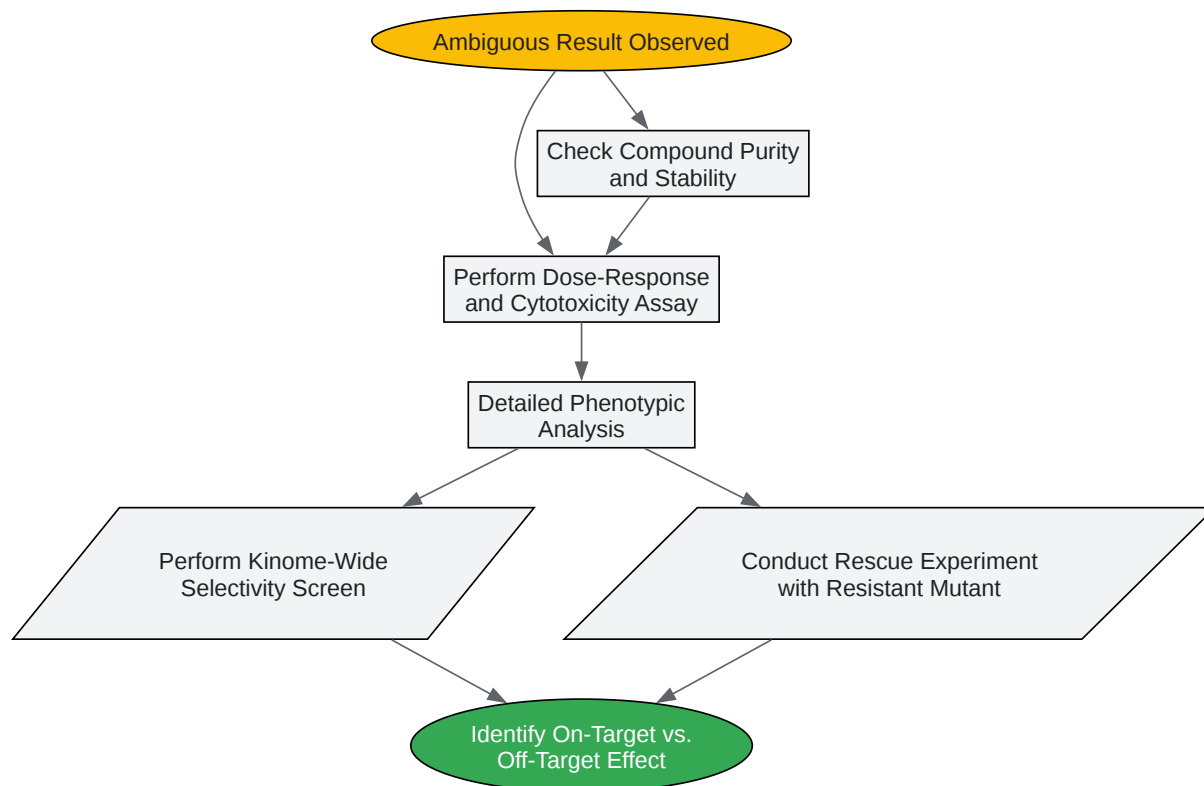 Ambiguous Result Observed
Check Compound Purity
and Stability
Perform Dose-Response
and Cytotoxicity Assay
Detailed Phenotypic
Analysis
Perform Kinome-Wide
Selectivity Screen
Conduct Rescue Experiment
with Resistant Mutant
Identify On-Target vs.
Off-Target Effect